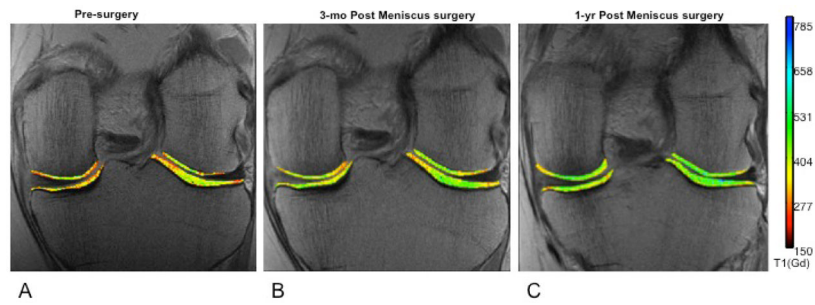 Pre-surgery
3-mo Post Meniscus surgery
1-yr Post Meniscus surgery
785
658
531
404
277
150
T1(Gd)
A
B
C